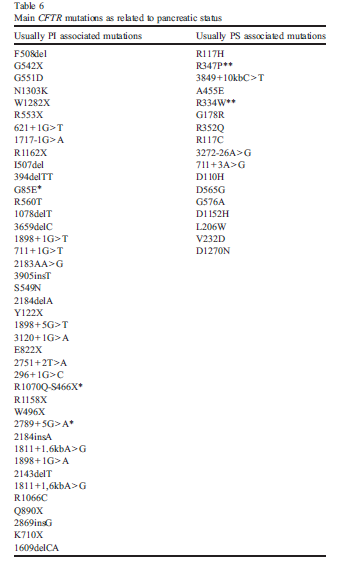 Table 6
Main CFTR mutations as related to pancreatic status
Usually PI associated mutations Usually PS associated mutations
F508del R117H
G542X R347P**
G551D 3849+10kbC>T
N1303K A455E
W1282X R334W**
R553X G178R
621+1G>T R352Q
1717-1G>A R117C
R1162X 3272-26A>G
I507del 711+3A>G
394delTT D110H
G85E* D565G
R560T G576A
1078delT D1152H
3659delC L206W
1898+1G>T V232D
711+1G>T D1270N
2183AA>G
3905insT
S549N
2184delA
Y122X
1898+5G>T
3120+1G>A
E822X
2751+2T>A
296+1G>C
R1070Q-S466X*
R1158X
W496X
2789+5G>A*
2184insA
1811+1.6kbA>G
1898+1G>A
2143delT
1811+1,6kbA>G
R1066C
Q890X
2869insG
K710X
1609delCA